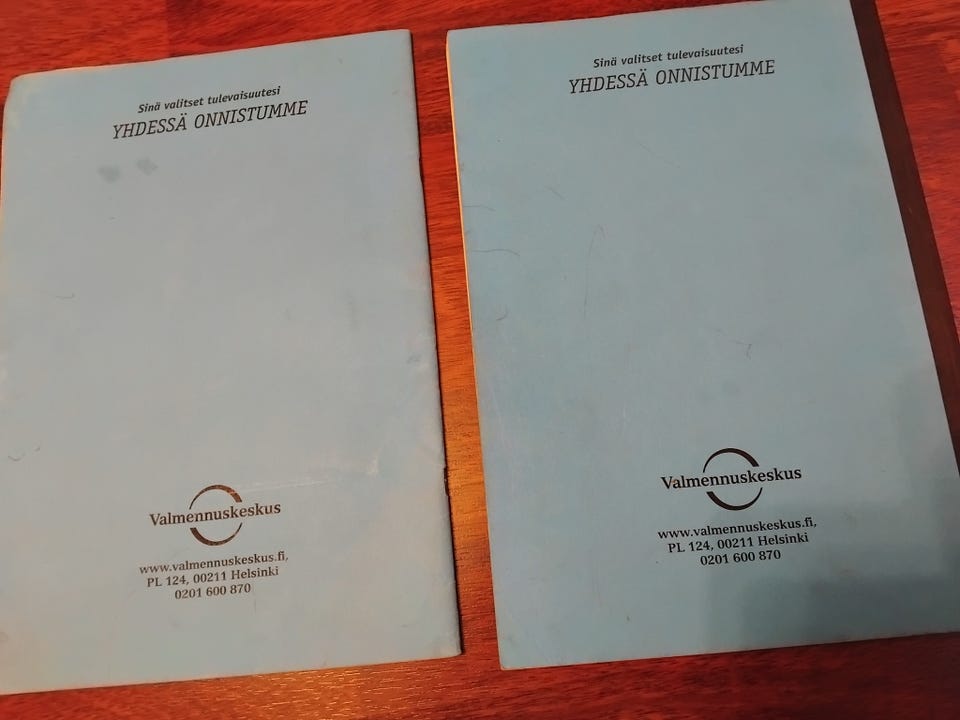 Sinä valitset tulevaisuutesi
YHDESSÄ ONNISTUMME
Valmennuskeskus
www.valmennuskeskus.fi,
PL 124, 00211 Helsinki
0201 600 870
Sinä valitset tulevaisuutesi
YHDESSÄ ONNISTUMME
Valmennuskeskus
www.valmennuskeskus.fi,
PL 124, 00211 Helsinki
0201 600 870